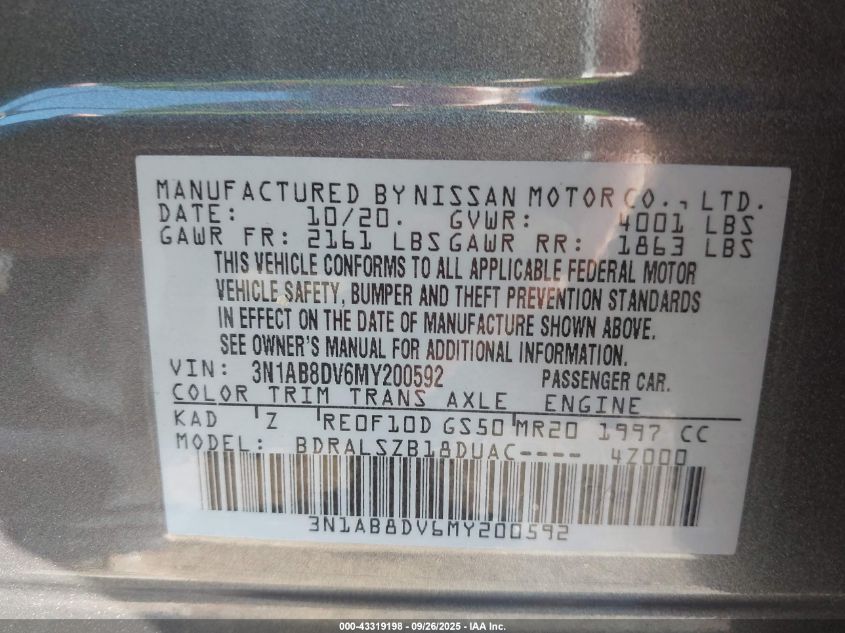 MANUFACTURED BY NISSAN MOTOR CO., LTD.
DATE: 10/20. GVWR: 4001 LBS
GAWR FR: 2161 LBS GAWR RR: 1863 LBS
THIS VEHICLE CONFORMS TO ALL APPLICABLE FEDERAL MOTOR
VEHICLE SAFETY, BUMPER AND THEFT PREVENTION STANDARDS
IN EFFECT ON THE DATE OF MANUFACTURE SHOWN ABOVE.
SEE OWNER'S MANUAL FOR ADDITIONAL INFORMATION.
VIN: 3N1AB8DV6MY200592 PASSENGER CAR.
COLOR TRIM TRANS AXLE ENGINE
KAD Z RE0F10D GS50 MR20 1997 CC
MODEL: BDRALSZB18DUAC---- 4Z000
3N1AB8DV6MY200592
000-43319198 - 09/26/2025 - IAA Inc.